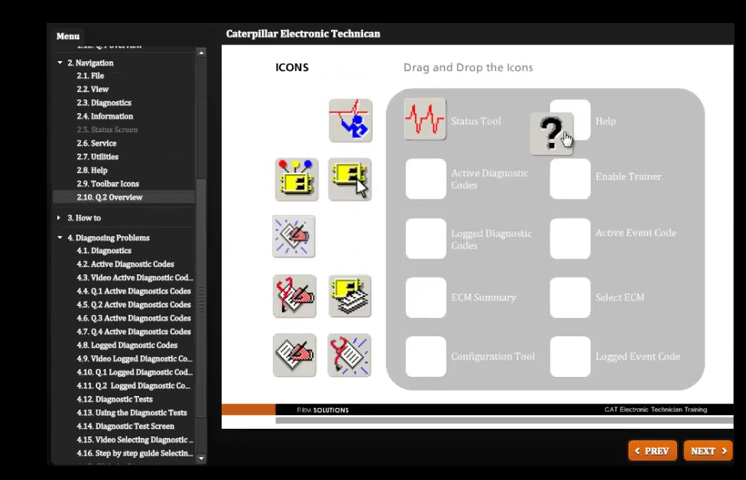 Menu
2. Navigation
2.1. File
2.2. View
2.3. Diagnostics
2.4. Information
2.5. Status Screen
2.6. Service
2.7. Utilities
2.8. Help
2.9. Toolbar Icons
2.10. Q.2 Overview
3. How to
4. Diagnosing Problems
4.1. Diagnostics
4.2. Active Diagnostic Codes
4.3. Video Active Diagnostic Cod...
4.4. Q.1 Active Diagnostics Codes
4.5. Q.2 Active Diagnostics Codes
4.6. Q.3 Active Diagnostics Codes
4.7. Q.4 Active Diagnostics Codes
4.8. Logged Diagnostic Codes
4.9. Video Logged Diagnostic Co...
4.10. Q.1 Logged Diagnostic Cod...
4.11. Q.2 Logged Diagnostic Co...
4.12. Diagnostic Tests
4.13. Using the Diagnostic Tests
4.14. Diagnostic Test Screen
4.15. Video Selecting Diagnostic ...
4.16. Step by step guide Selectin...
Caterpillar Electronic Technican
ICONS
Drag and Drop the Icons
Status Tool
? Help
Active Diagnostic
Codes
Enable Trainer
Logged Diagnostic
Codes
Active Event Code
ECM Summary
Select ECM
Configuration Tool
Logged Event Code
FIRM SOLUTIONS
CAT Electronic Technician Training
< PREV
NEXT >